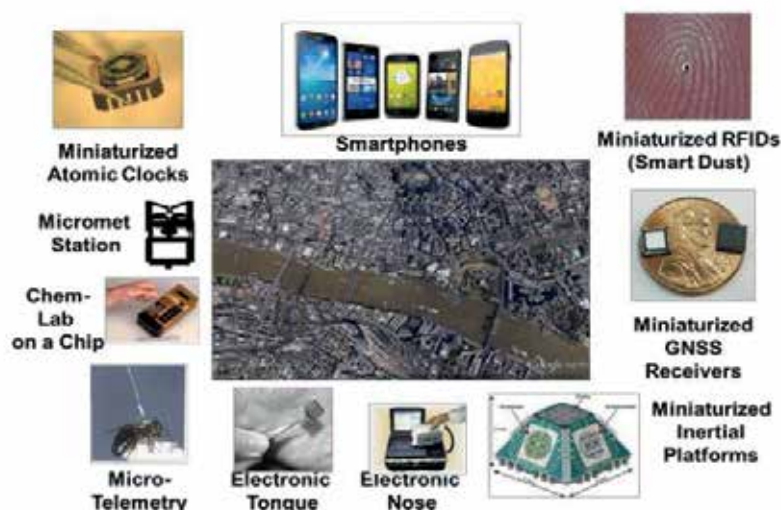 Smartphones
Miniaturized
Atomic Clocks
Miniaturized RFIDs
(Smart Dust)
Micromet
Station
Chem-
Lab
on a Chip
Miniaturized
GNSS
Receivers
Micro-
Telemetry
Electronic
Tongue
Electronic
Nose
Miniaturized
Inertial
Platforms